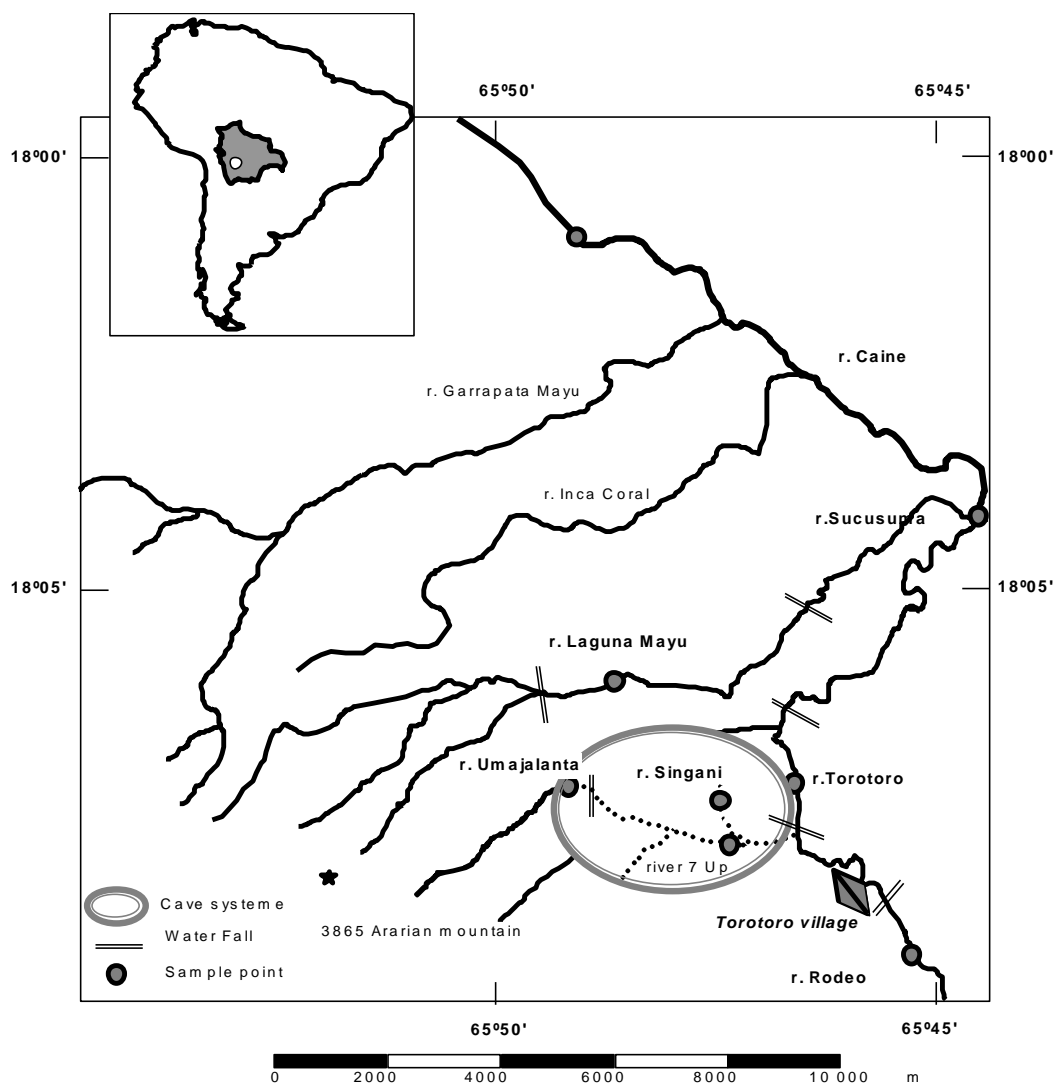 65º50'
65º45'
18º00'
18º00'
r. Caine
r. Garrapata Mayu
r. Inca Coral
r.Sucusupra
18º05'
18º05'
r. Laguna Mayu
r. Umajalanta
r. Singani
r.Torotoro
river 7 Up
Cave systeme
Torotoro village
3865 Ararian mountain
Water Fall
Sample point
r. Rodeo
65º50'
65º45'
0 2000 4000 6000 8000 10 000 m